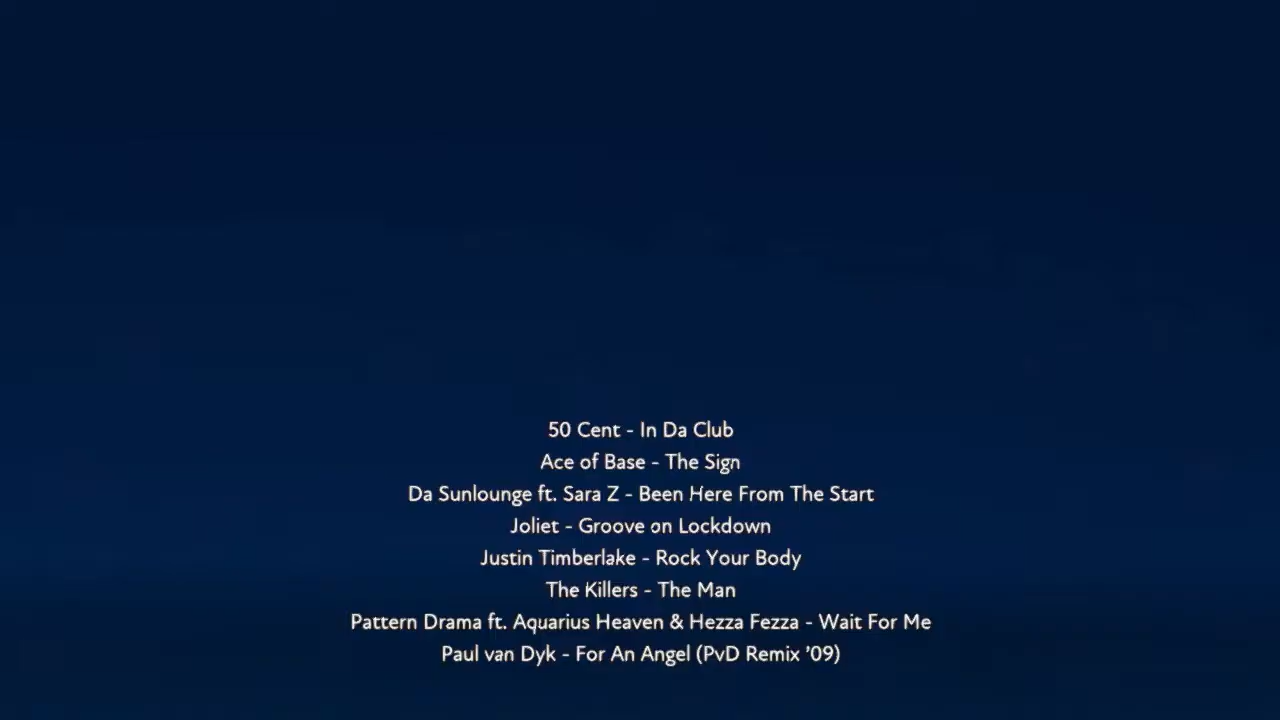 50 Cent - In Da Club
Ace of Base - The Sign
Da Sunlounge ft. Sara Z - Been Here From The Start
Joliet - Groove on Lockdown
Justin Timberlake - Rock Your Body
The Killers - The Man
Pattern Drama ft. Aquarius Heaven & Hezza Fezza - Wait For Me
Paul van Dyk - For An Angel (PvD Remix ’09)